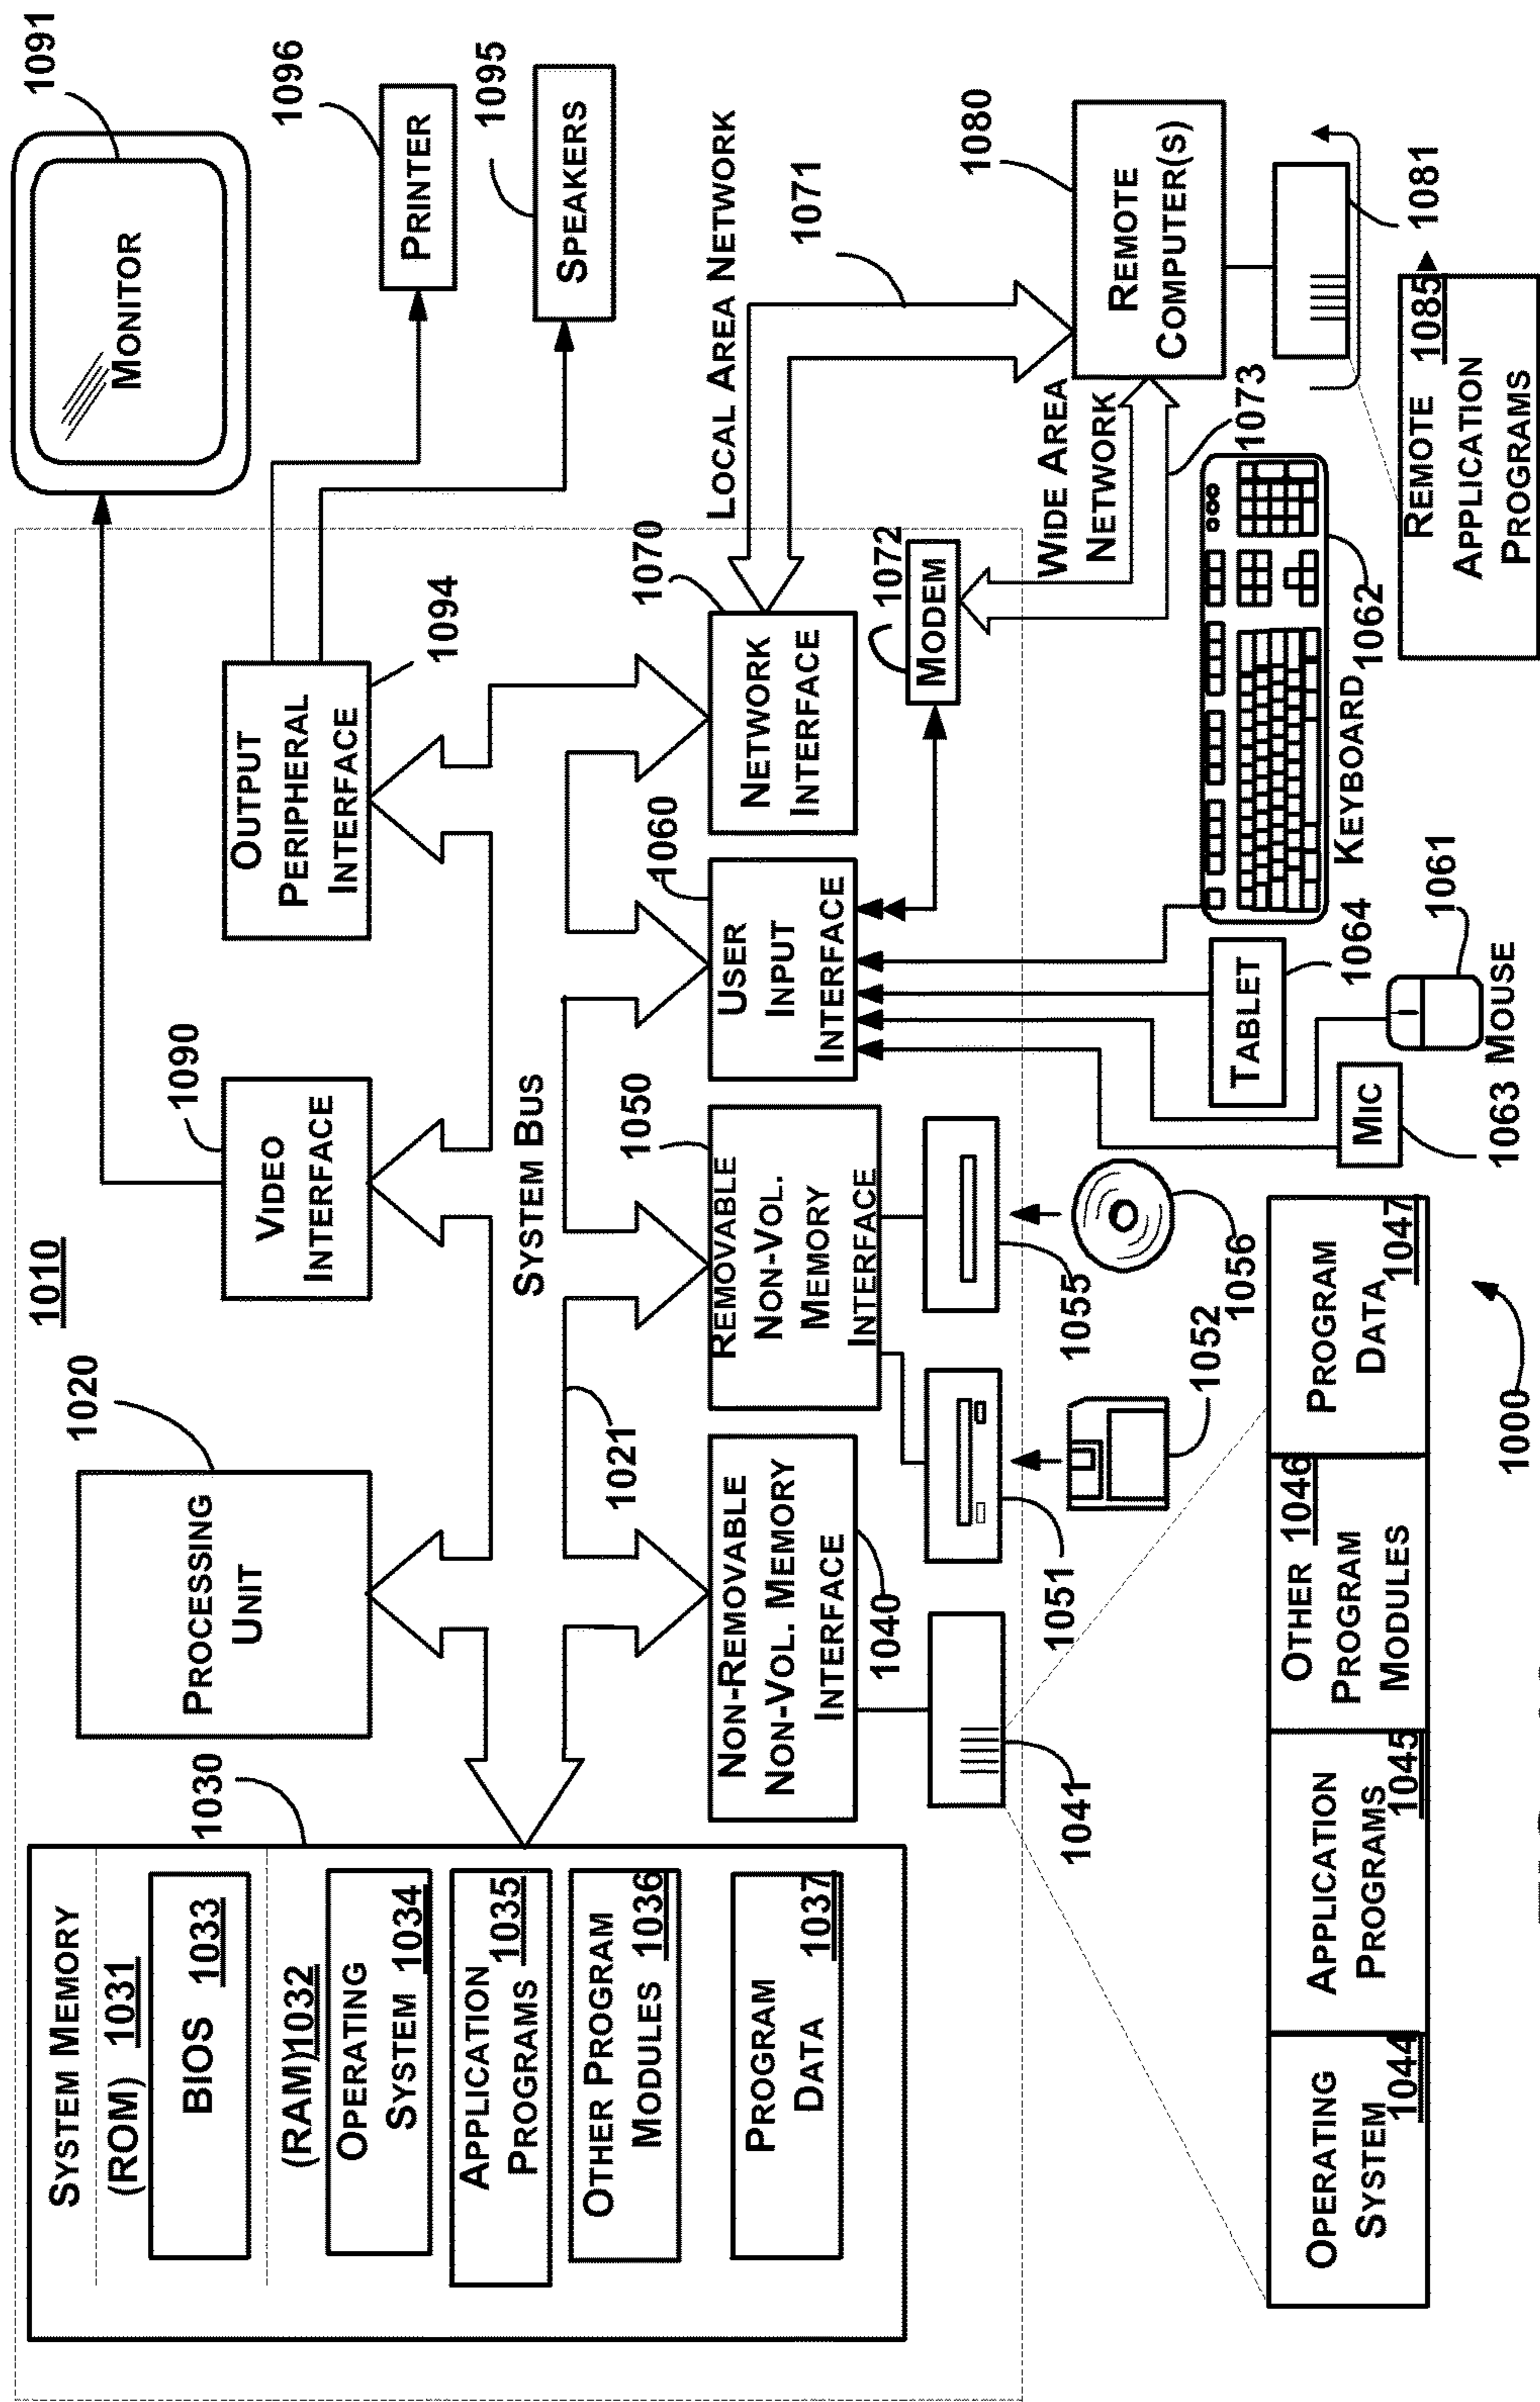 1010
SYSTEM MEMORY
(ROM) 1031
BIOS 1033
(RAM)1032
OPERATING
SYSTEM 1034
APPLICATION
PROGRAMS 1035
OTHER PROGRAM
MODULES 1036
PROGRAM
DATA 1037
1030
1020
PROCESSING
UNIT
1090
VIDEO
INTERFACE
OUTPUT
PERIPHERAL
INTERFACE
1094
MONITOR
1091
1096
PRINTER
1095
SPEAKERS
SYSTEM BUS
1021
NON-REMOVABLE
NON-VOL. MEMORY
INTERFACE
1040
1050
REMOVABLE
NON-VOL.
MEMORY
INTERFACE
1060
USER
INPUT
INTERFACE
1070
NETWORK
INTERFACE
LOCAL AREA NETWORK
1071
1072
MODEM
WIDE AREA
NETWORK
1073
1080
REMOTE
COMPUTER(S)
1081
1041
1051
1052
1055
1056
MIC
1063
MOUSE
1061
TABLET
1064
KEYBOARD
1062
REMOTE 1085
APPLICATION
PROGRAMS
OPERATING
SYSTEM 1044
APPLICATION
PROGRAMS 1045
OTHER 1046
PROGRAM
MODULES
PROGRAM
DATA 1047
1000